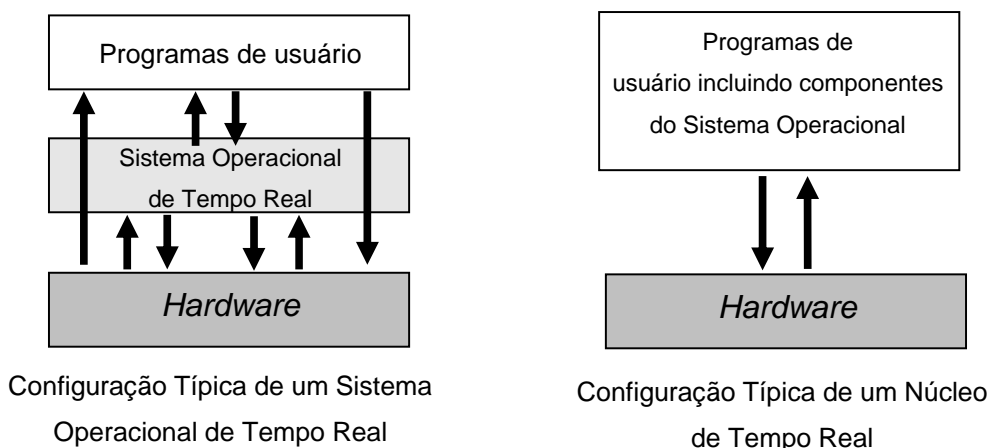 Programas de usuário
Sistema Operacional
de Tempo Real
Hardware
Configuração Típica de um Sistema
Operacional de Tempo Real
Programas de
usuário incluindo componentes
do Sistema Operacional
Hardware
Configuração Típica de um Núcleo
de Tempo Real